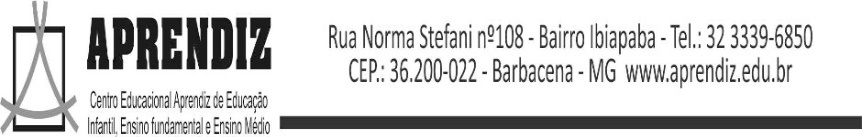 APRENDIZ
Centro Educacional Aprendiz de Educação
Infantil, Ensino fundamental e Ensino Médio
Rua Norma Stefani nº108 - Bairro Ibiapaba - Tel.: 32 3339-6850
CEP.: 36.200-022 - Barbacena - MG www.aprendiz.edu.br